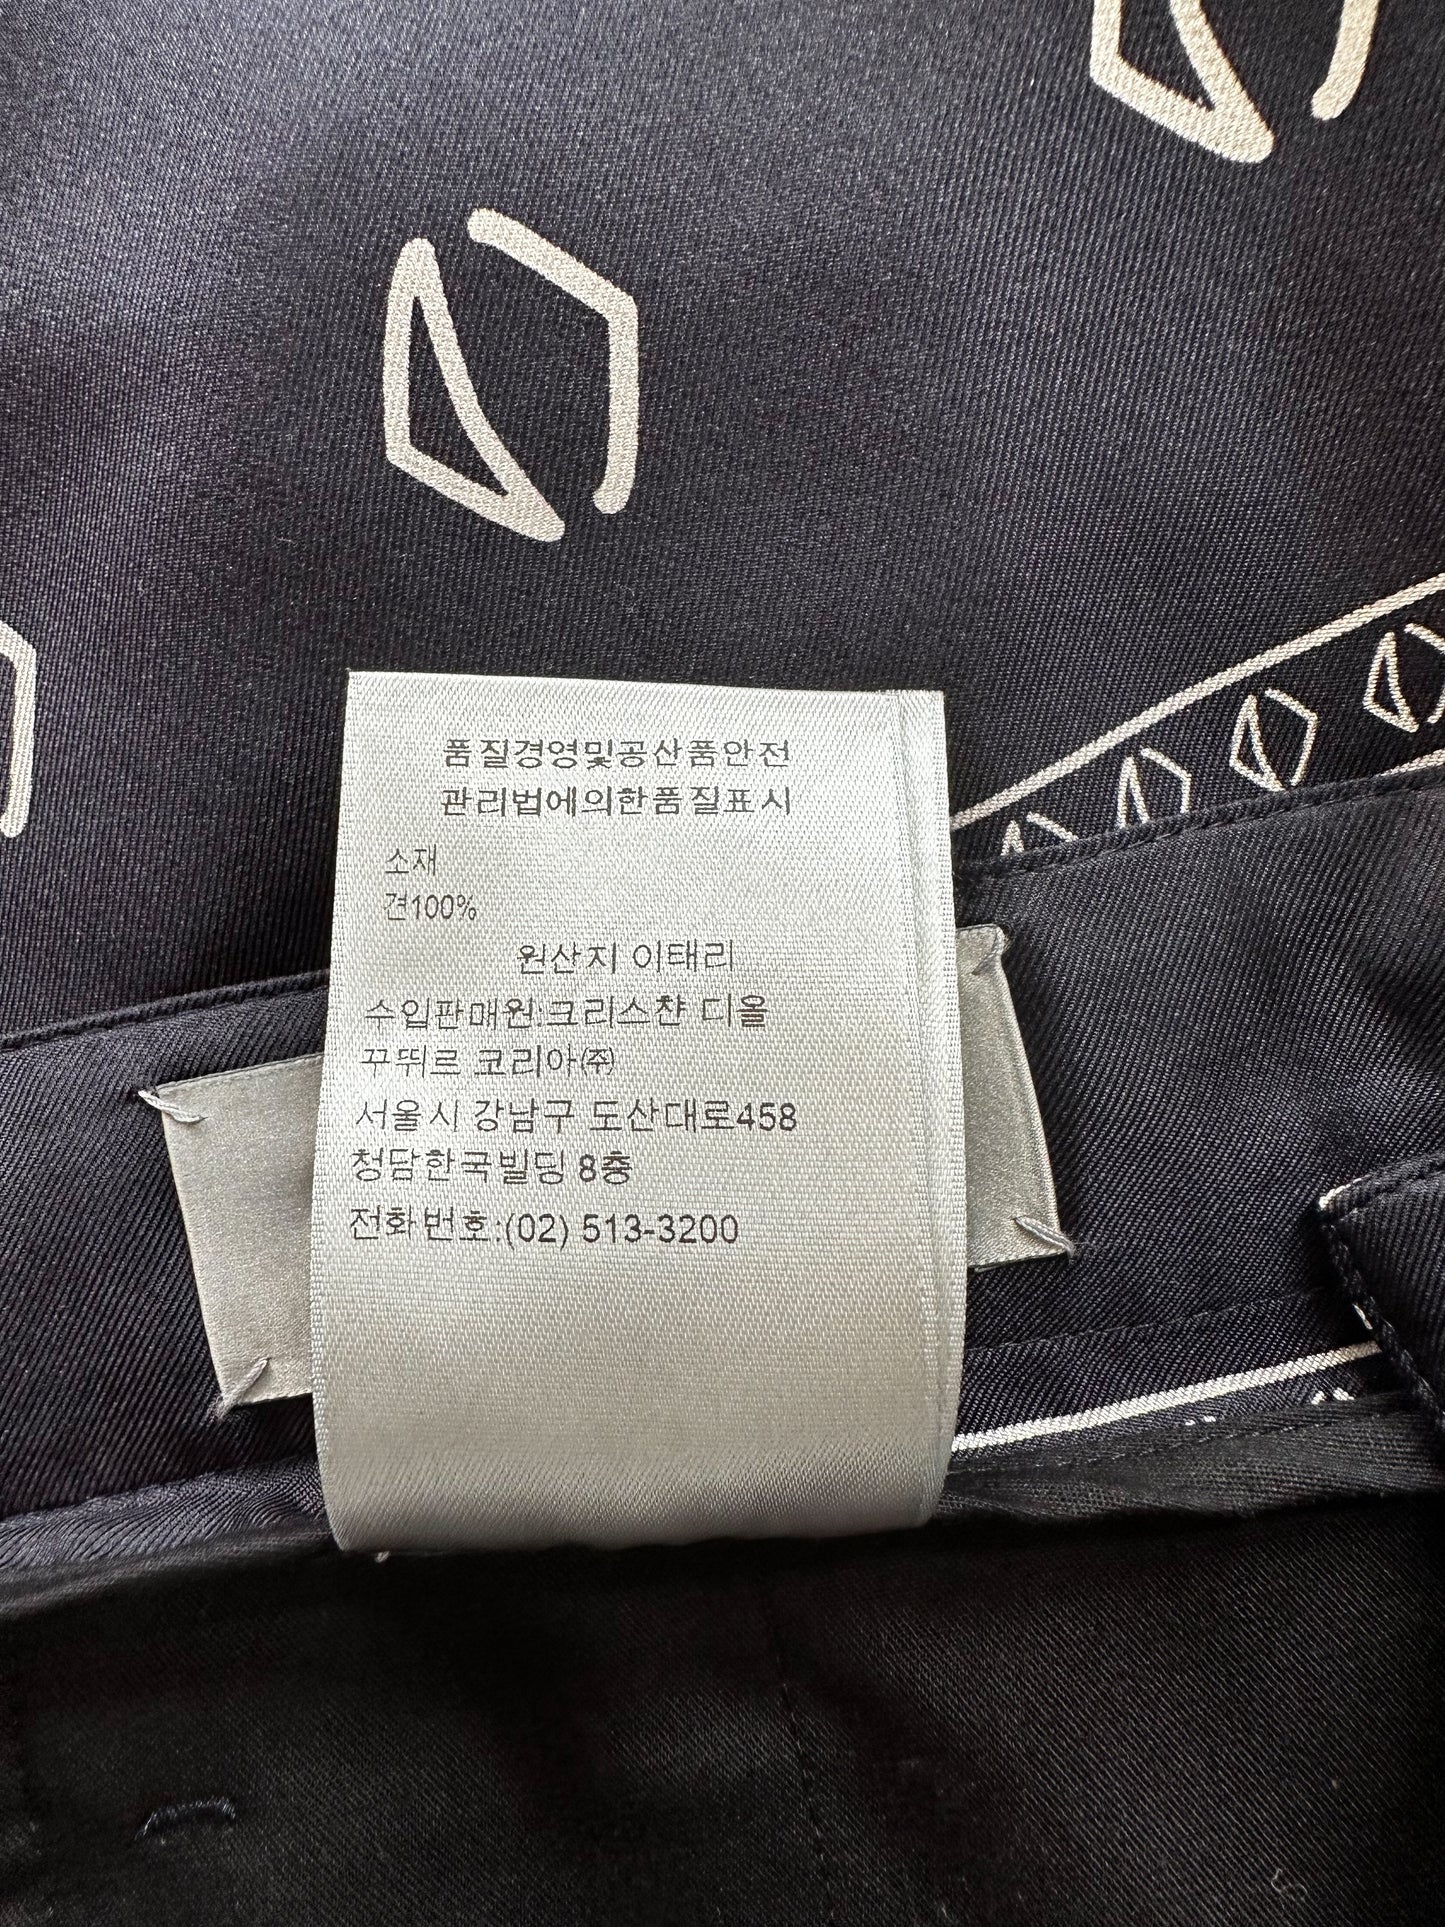 품질경영및공산품안전
관리법에의한품질표시
소재
견100%
원산지 이태리
수입판매원:크리스챤 디올
꾸뛰르 코리아㈜
서울시 강남구 도산대로458
청담한국빌딩 8층
전화번호:(02) 513-3200